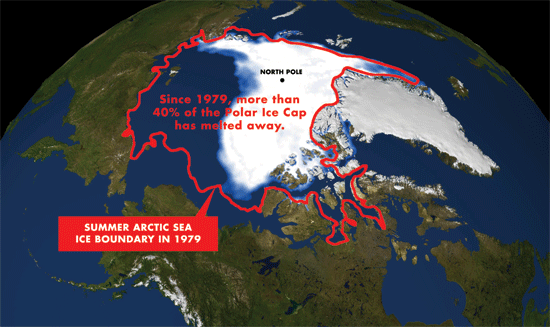 NORTH POLE
Since 1979, more than
40% of the Polar Ice Cap
has melted away.
SUMMER ARCTIC SEA
ICE BOUNDARY IN 1979